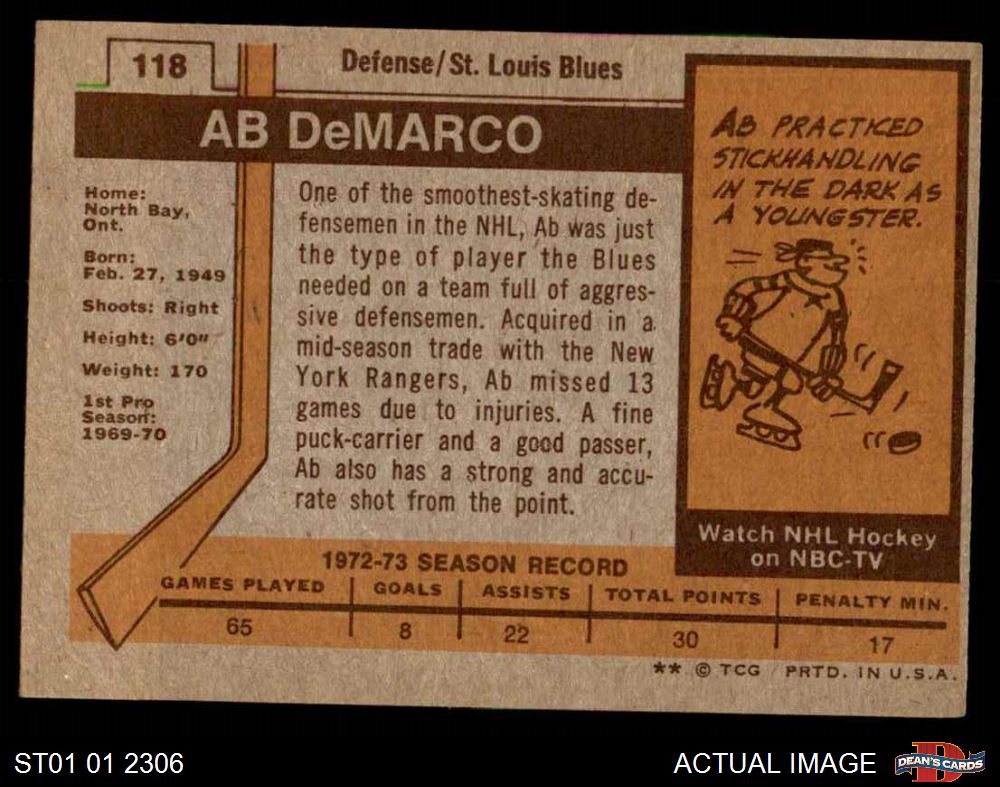 118
Defense/St. Louis Blues
AB DeMARCO
Home:
North Bay,
Ont.
Born:
Feb. 27, 1949
Shoots: Right
Height: 6'0"
Weight: 170
1st Pro
Season:
1969-70
One of the smoothest-skating de-
fensemen in the NHL, Ab was just
the type of player the Blues
needed on a team full of aggres-
sive defensemen. Acquired in a
mid-season trade with the New
York Rangers, Ab missed 13
games due to injuries. A fine
puck-carrier and a good passer,
Ab also has a strong and accu-
rate shot from the point.
AB PRACTICED
STICKHANDLING
IN THE DARK AS
A YOUNGSTER.
Watch NHL Hockey
on NBC-TV
1972-73 SEASON RECORD
GAMES PLAYED GOALS ASSISTS TOTAL POINTS PENALTY MIN.
65 8 22 30 17
** © TCG PRTD. IN U.S.A.
ST01 01 2306
ACTUAL IMAGE
DEAN'S CARDS